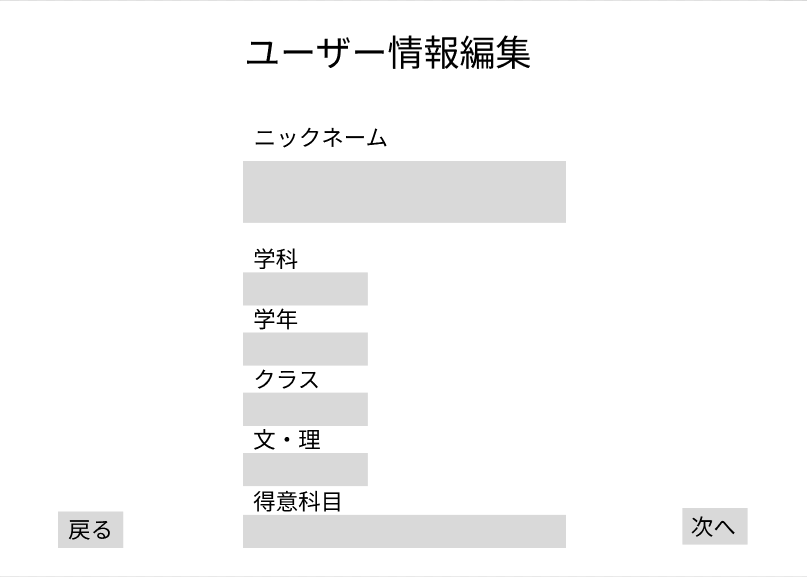 ユーザー情報編集
ニックネーム
学科
学年
クラス
文・理
得意科目
戻る
次へ